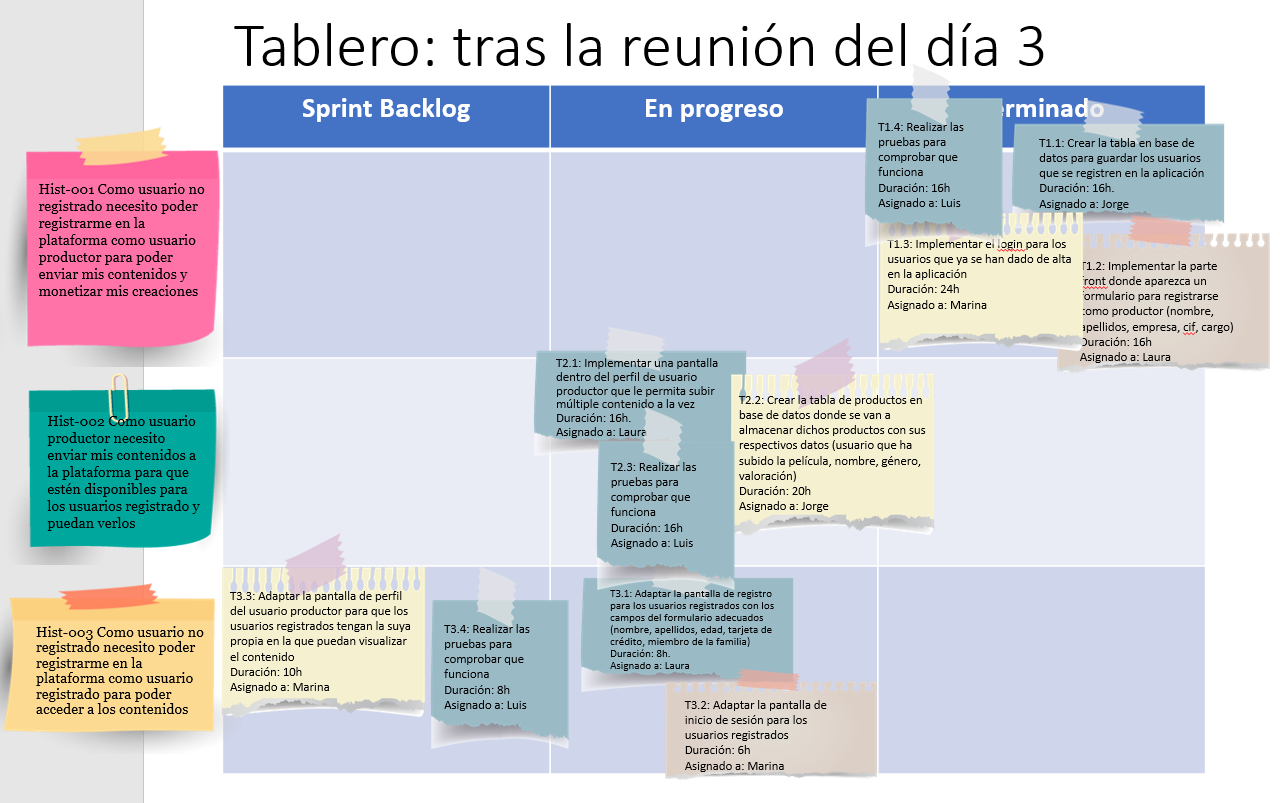 Tablero: tras la reunión del día 3
Sprint Backlog
En progreso
erminado
Hist-001 Como usuario no
registrado necesito poder
registrarme en la
plataforma como usuario
productor para poder
enviar mis contenidos y
monetizar mis creaciones
T1.4: Realizar las
pruebas para
comprobar que
funciona
Duración: 16h
Asignado a: Luis
T1.1: Crear la tabla en base de
datos para guardar los usuarios
que se registren en la aplicación
Duración: 16h.
Asignado a: Jorge
T1.3: Implementar el login para los
usuarios que ya se han dado de alta
en la aplicación
Duración: 24h
Asignado a: Marina
T1.2: Implementar la parte
front donde aparezca un
formulario para registrarse
como productor (nombre,
apellidos, empresa, cif, cargo)
Duración: 16h
Asignado a: Laura
Hist-002 Como usuario
productor necesito
enviar mis contenidos a
la plataforma para que
estén disponibles para
los usuarios registrado y
puedan verlos
T2.1: Implementar una pantalla
dentro del perfil de usuario
productor que le permita subir
múltiple contenido a la vez
Duración: 16h.
Asignado a: Laura
T2.2: Crear la tabla de productos en
base de datos donde se van a
almacenar dichos productos con sus
respectivos datos (usuario que ha
subido la película, nombre, género,
valoración)
Duración: 20h
Asignado a: Jorge
T2.3: Realizar las
pruebas para
comprobar que
funciona
Duración: 16h
Asignado a: Luis
Hist-003 Como usuario no
registrado necesito poder
registrarme en la
plataforma como usuario
registrado para poder
acceder a los contenidos
T3.3: Adaptar la pantalla de perfil
del usuario productor para que los
usuarios registrados tengan la suya
propia en la que puedan visualizar
el contenido
Duración: 10h
Asignado a: Marina
T3.4: Realizar las
pruebas para
comprobar que
funciona
Duración: 8h
Asignado a: Luis
T3.1: Adaptar la pantalla de registro
para los usuarios registrados con los
campos del formulario adecuados
(nombre, apellidos, edad, tarjeta de
crédito, miembro de la familia)
Duración: 8h.
Asignado a: Laura
T3.2: Adaptar la pantalla de
inicio de sesión para los
usuarios registrados
Duración: 6h
Asignado a: Marina